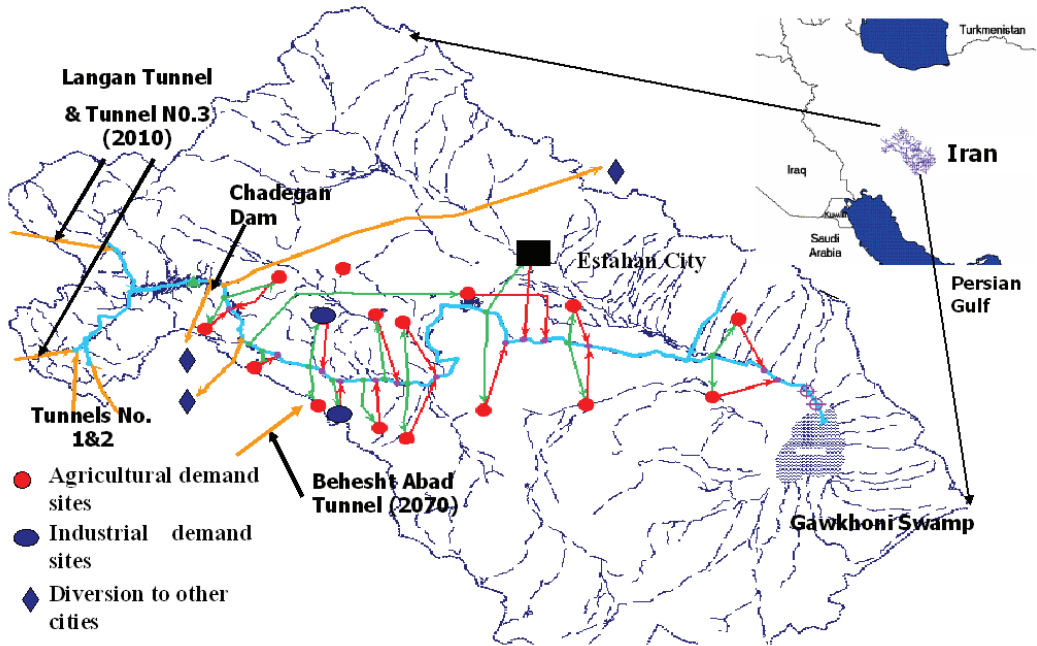 Langan Tunnel
& Tunnel N0.3
(2010)
Chadegan
Dam
Esfahan City
Turkmenistan
Iran
Iraq
Kuwait
Saudi
Arabia
Persian
Gulf
Tunnels No.
1&2
Behesht Abad
Tunnel (2070)
Gawkhoni Swamp
Agricultural demand
sites
Industrial demand
sites
Diversion to other
cities